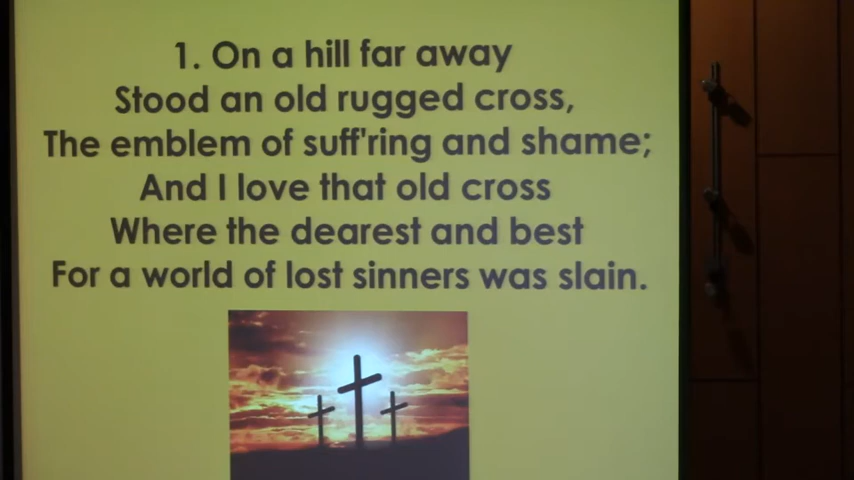 1. On a hill far away
Stood an old rugged cross,
The emblem of suff'ring and shame;
And I love that old cross
Where the dearest and best
For a world of lost sinners was slain.